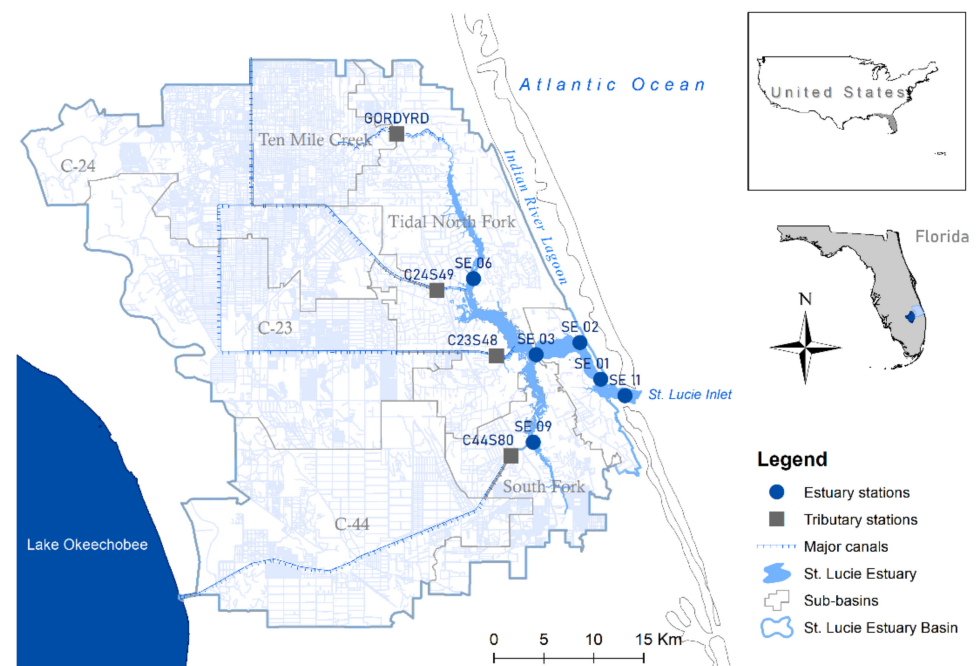 Atlantic Ocean
United States
GORDYRD
Ten Mile Creek
C-24
Indian River Lagoon
Tidal North Fork
Florida
SE 06
C24S49
N
C-23
SE 02
C23S48
SE 03
SE 01
SE 11
St. Lucie Inlet
SE 09
C44S80
South Fork
C-44
Lake Okeechobee
Legend
Estuary stations
Tributary stations
Major canals
St. Lucie Estuary
Sub-basins
St. Lucie Estuary Basin
0 5 10 15 Km